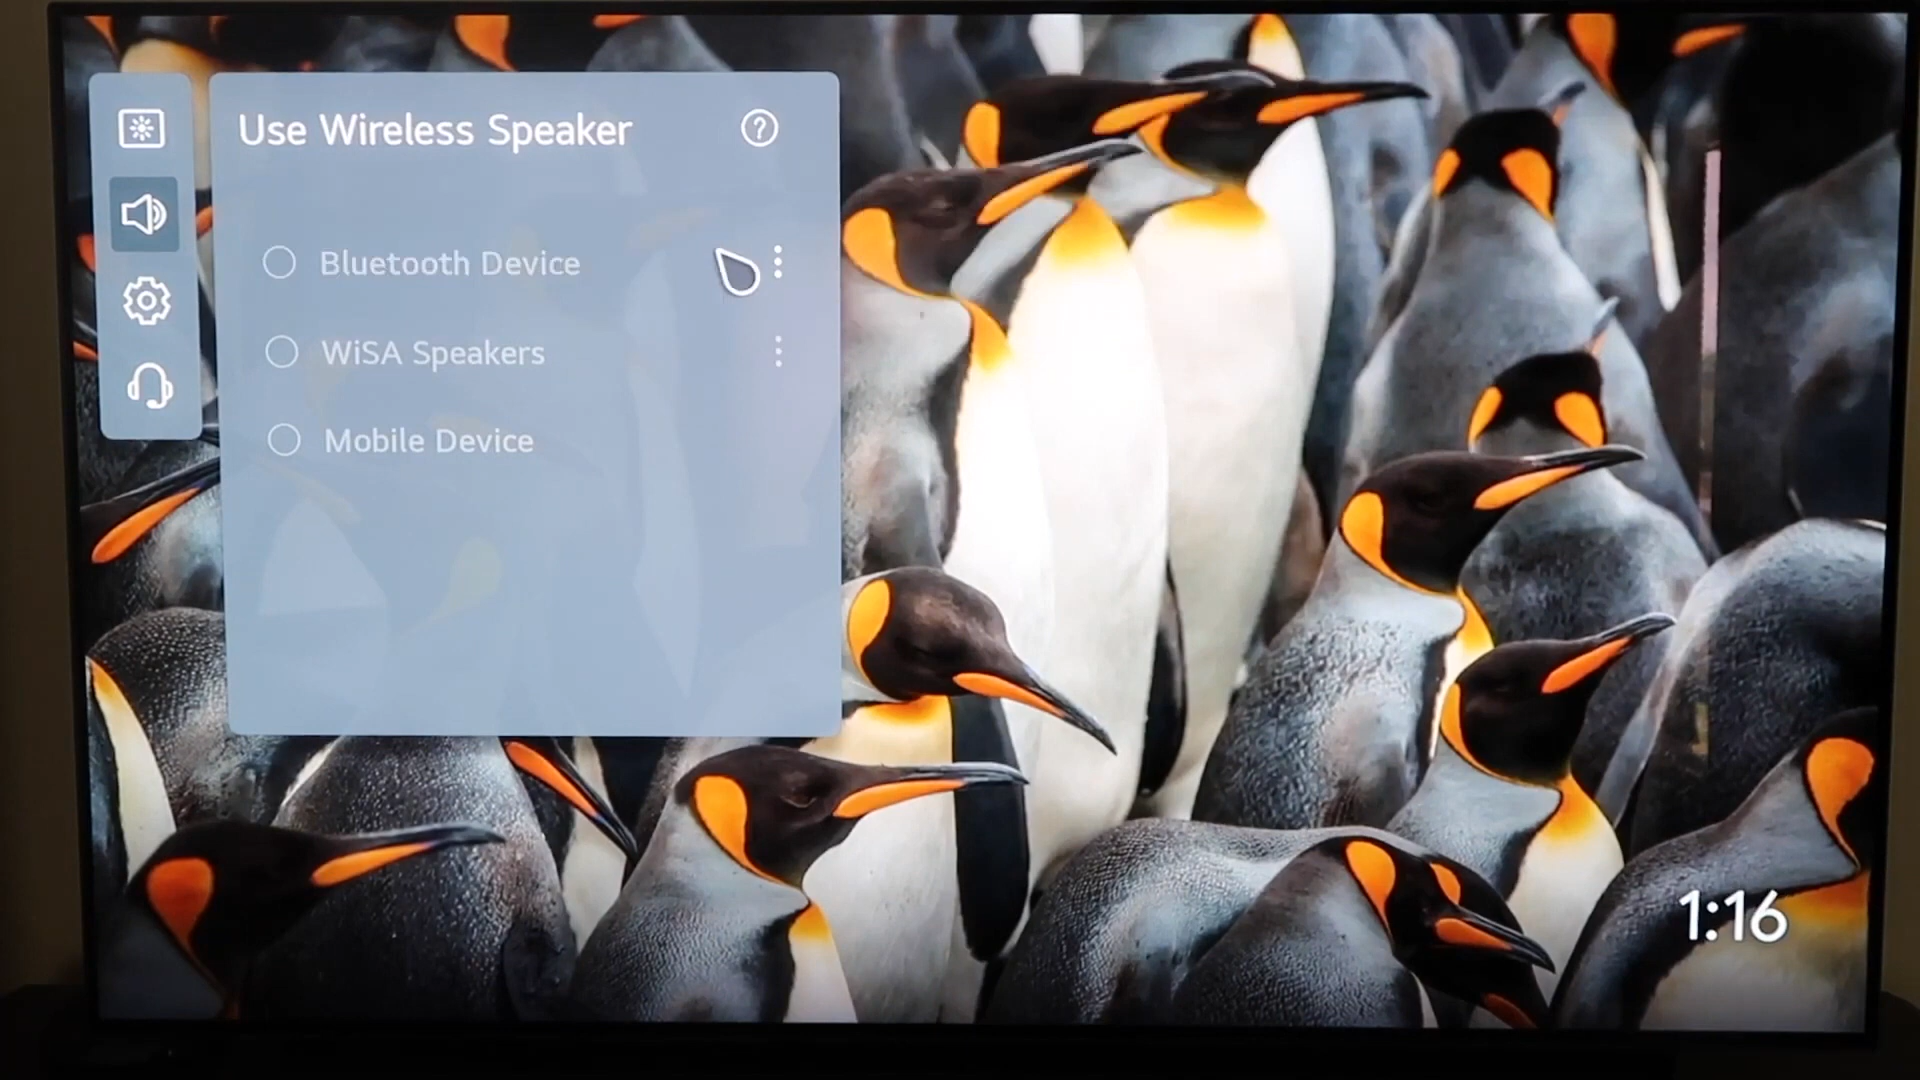 Use Wireless Speaker
Bluetooth Device
WiSA Speakers
Mobile Device
1:16